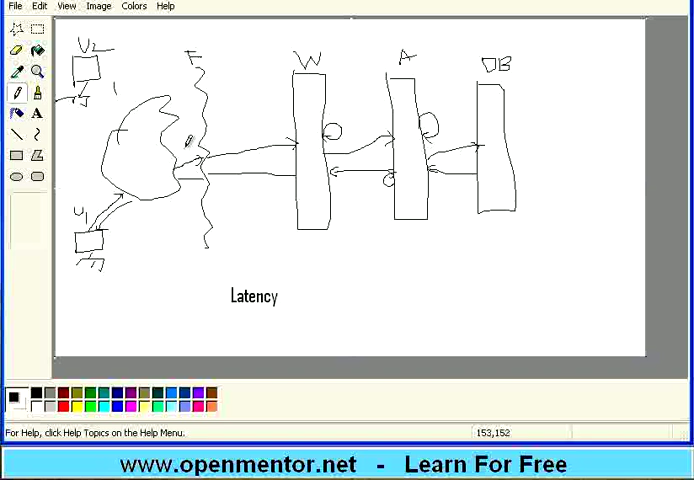 File Edit View Image Colors Help
U2
F
W
A
DB
I
U1
Latency
For Help, click Help Topics on the Help Menu.
153,152
www.openmentor.net - Learn For Free